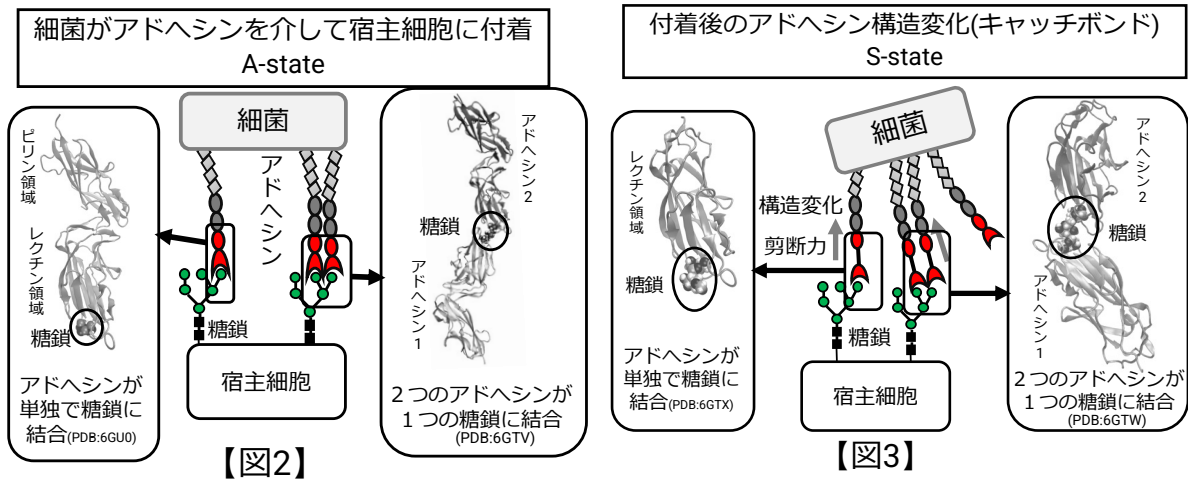 細菌がアドヘシンを介して宿主細胞に付着
A-state
ピリン領域
レクチン領域
糖鎖
アドヘシンが
単独で糖鎖に
結合(PDB:6GU0)
細菌
アドヘシン
糖鎖
宿主細胞
アドヘシン2
糖鎖
アドヘシン1
2つのアドヘシンが
1つの糖鎖に結合
(PDB:6GTV)
【図2】
付着後のアドヘシン構造変化(キャッチボンド)
S-state
レクチン領域
糖鎖
アドヘシンが
単独で糖鎖に
結合(PDB:6GTX)
細菌
構造変化
剪断力
糖鎖
宿主細胞
アドヘシン2
糖鎖
アドヘシン1
2つのアドヘシンが
1つの糖鎖に結合
(PDB:6GTW)
【図3】